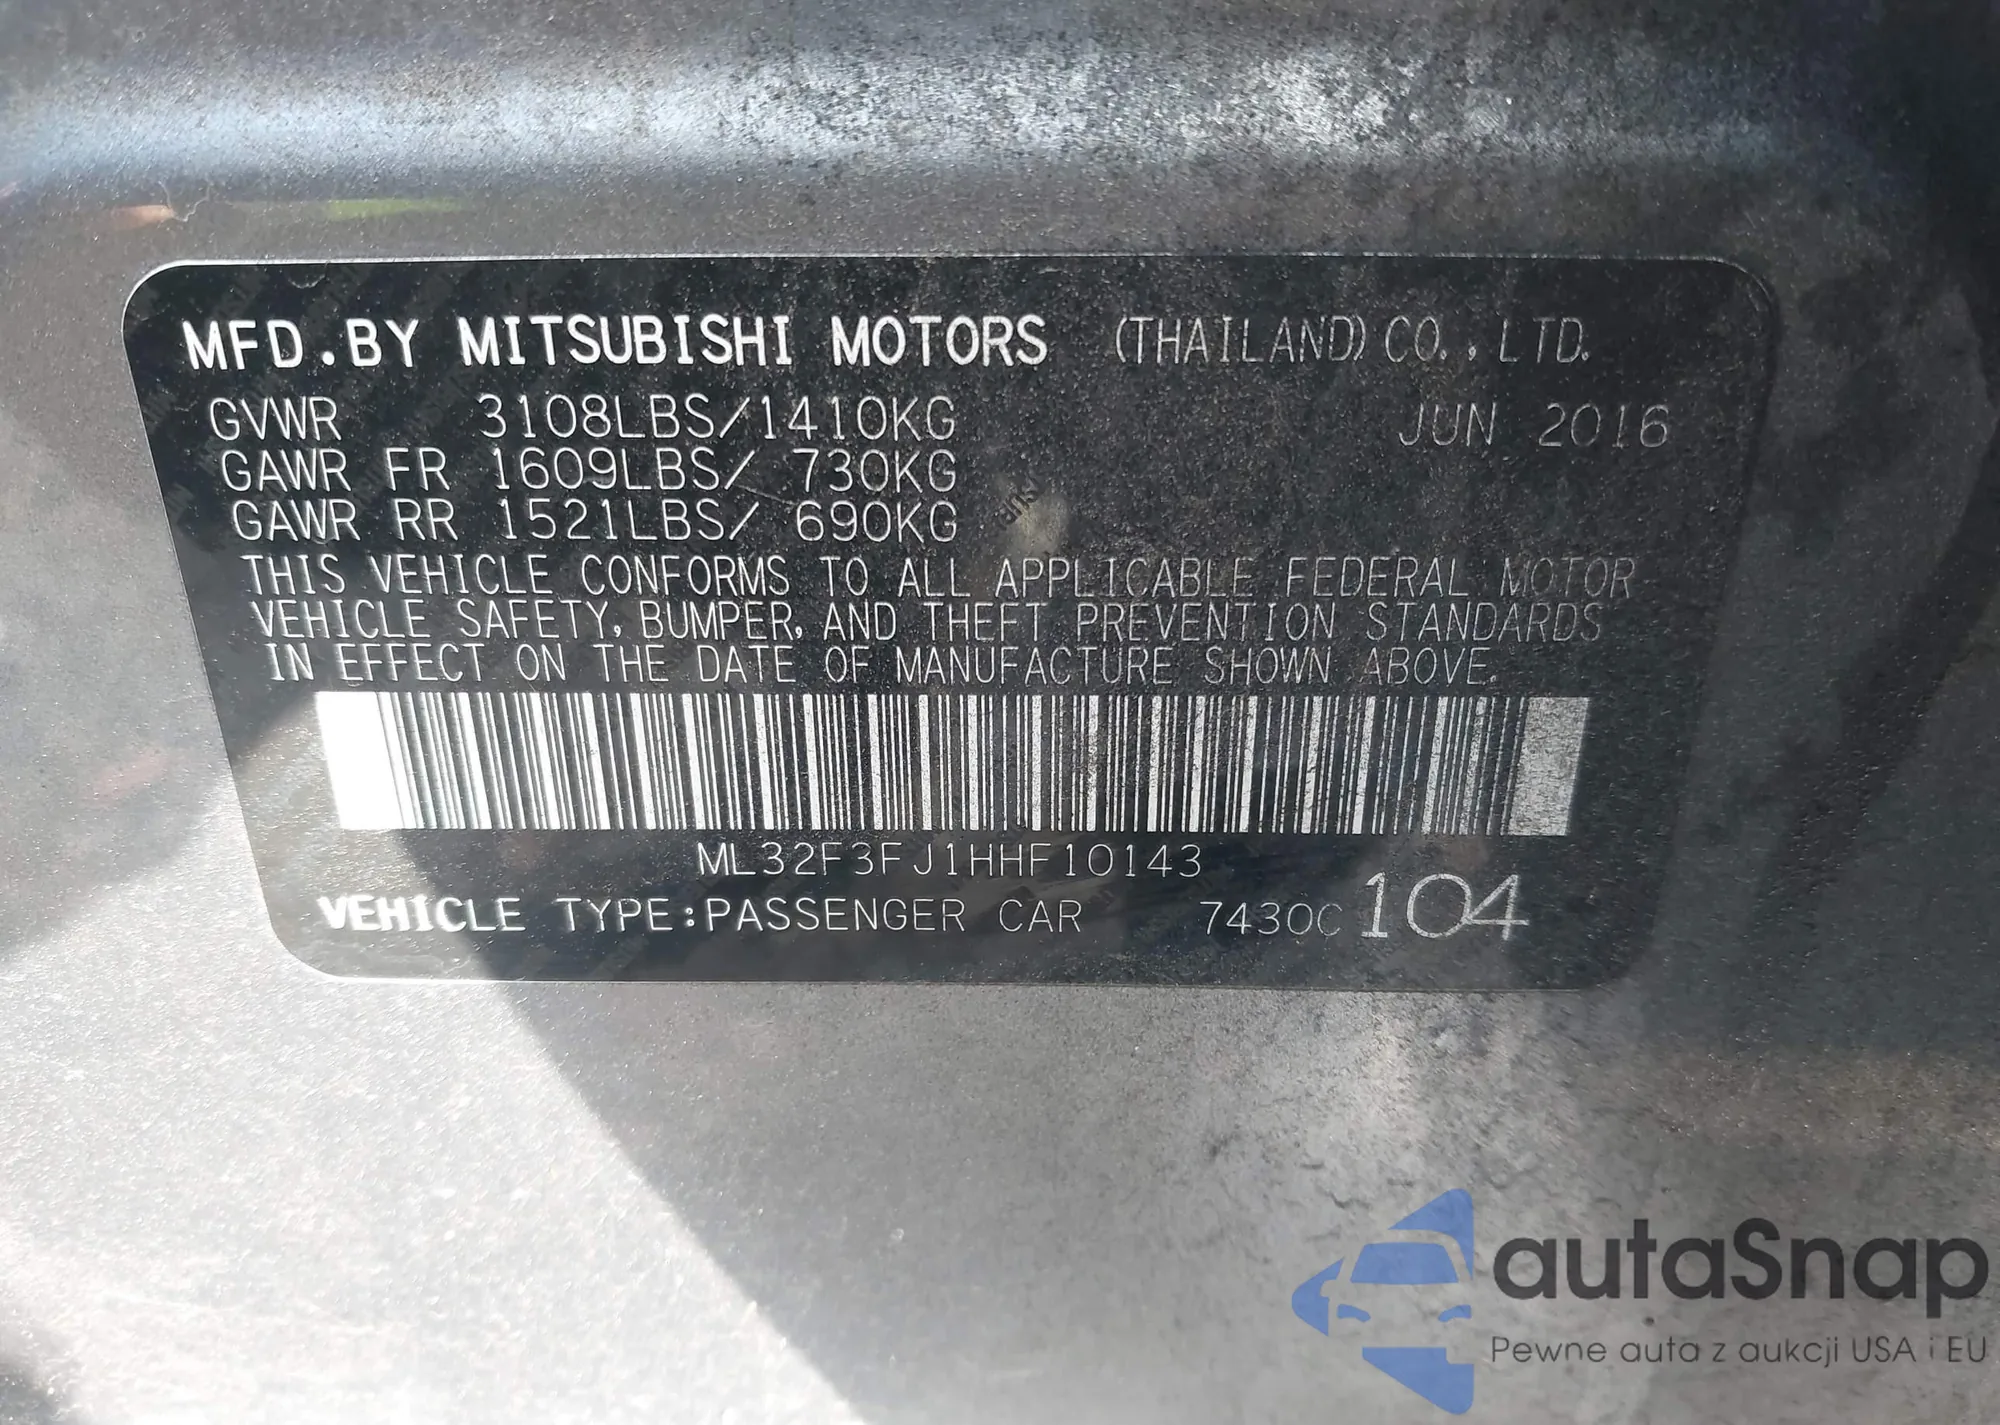 MFD.BY MITSUBISHI MOTORS (THAILAND) CO., LTD.
GVWR 3108LBS/1410KG JUN 2016
GAWR FR 1609LBS/ 730KG
GAWR RR 1521LBS/ 690KG
THIS VEHICLE CONFORMS TO ALL APPLICABLE FEDERAL MOTOR
VEHICLE SAFETY, BUMPER, AND THEFT PREVENTION STANDARDS
IN EFFECT ON THE DATE OF MANUFACTURE SHOWN ABOVE.
ML32F3FJ1HHF10143
VEHICLE TYPE:PASSENGER CAR 7430C 104
autaSnap
Pewne auta z aukcji USA i EU